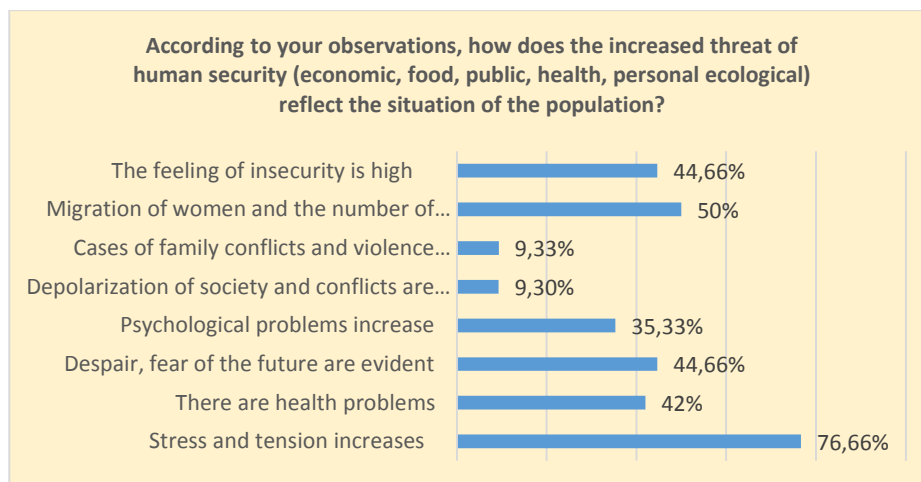 According to your observations, how does the increased threat of
human security (economic, food, public, health, personal ecological)
reflect the situation of the population?
The feeling of insecurity is high 44,66%
Migration of women and the number of... 50%
Cases of family conflicts and violence... 9,33%
Depolarization of society and conflicts are... 9,30%
Psychological problems increase 35,33%
Despair, fear of the future are evident 44,66%
There are health problems 42%
Stress and tension increases 76,66%